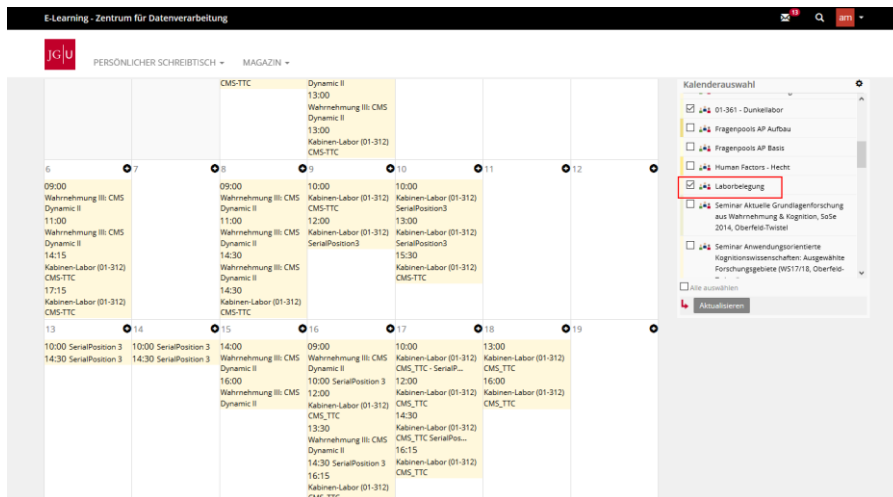 E-Learning - Zentrum für Datenverarbeitung
13
am
JG|U
PERSÖNLICHER SCHREIBTISCH
MAGAZIN
CMS-TTC
Dynamic II
13:00
Wahrnehmung III: CMS
Dynamic II
13:00
Kabinen-Labor (01-312)
CMS-TTC
6
7
8
9
10
11
12
09:00
Wahrnehmung III: CMS
Dynamic II
11:00
Wahrnehmung III: CMS
Dynamic II
14:15
Kabinen-Labor (01-312)
CMS-TTC
17:15
Kabinen-Labor (01-312)
CMS-TTC
09:00
Wahrnehmung III: CMS
Dynamic II
11:00
Wahrnehmung III: CMS
Dynamic II
14:30
Wahrnehmung III: CMS
Dynamic II
14:30
Kabinen-Labor (01-312)
CMS-TTC
10:00
Kabinen-Labor (01-312)
CMS-TTC
12:00
Kabinen-Labor (01-312)
SerialPosition3
10:00
Kabinen-Labor (01-312)
SerialPosition3
13:00
Kabinen-Labor (01-312)
SerialPosition3
15:30
Kabinen-Labor (01-312)
CMS-TTC
13
14
15
16
17
18
19
10:00 SerialPosition 3
14:30 SerialPosition 3
10:00 SerialPosition 3
14:30 SerialPosition 3
14:00
Wahrnehmung III: CMS
Dynamic II
16:00
Wahrnehmung III: CMS
Dynamic II
09:00
Wahrnehmung III: CMS
Dynamic II
10:00 SerialPosition 3
12:00
Kabinen-Labor (01-312)
CMS_TTC
13:30
Wahrnehmung III: CMS
Dynamic II
14:30 SerialPosition 3
16:15
Kabinen-Labor (01-312)
10:00
Kabinen-Labor (01-312)
CMS_TTC - SerialP...
12:00
Kabinen-Labor (01-312)
CMS_TTC
14:30
Kabinen-Labor (01-312)
CMS_TTC SerialPos...
16:15
Kabinen-Labor (01-312)
CMS_TTC
13:00
Kabinen-Labor (01-312)
CMS_TTC
16:00
Kabinen-Labor (01-312)
CMS_TTC
Kalenderauswahl
01-361 - Dunkellabor
Fragenpools AP Aufbau
Fragenpools AP Basis
Human Factors - Hecht
Laborbelegung
Seminar Aktuelle Grundlagenforschung
aus Wahrnehmung & Kognition, SoSe
2014, Oberfeld-Twistel
Seminar Anwendungsorientierte
Kognitionswissenschaften: Ausgewählte
Forschungsgebiete (WS17/18, Oberfeld-
Alle auswählen
Aktualisieren